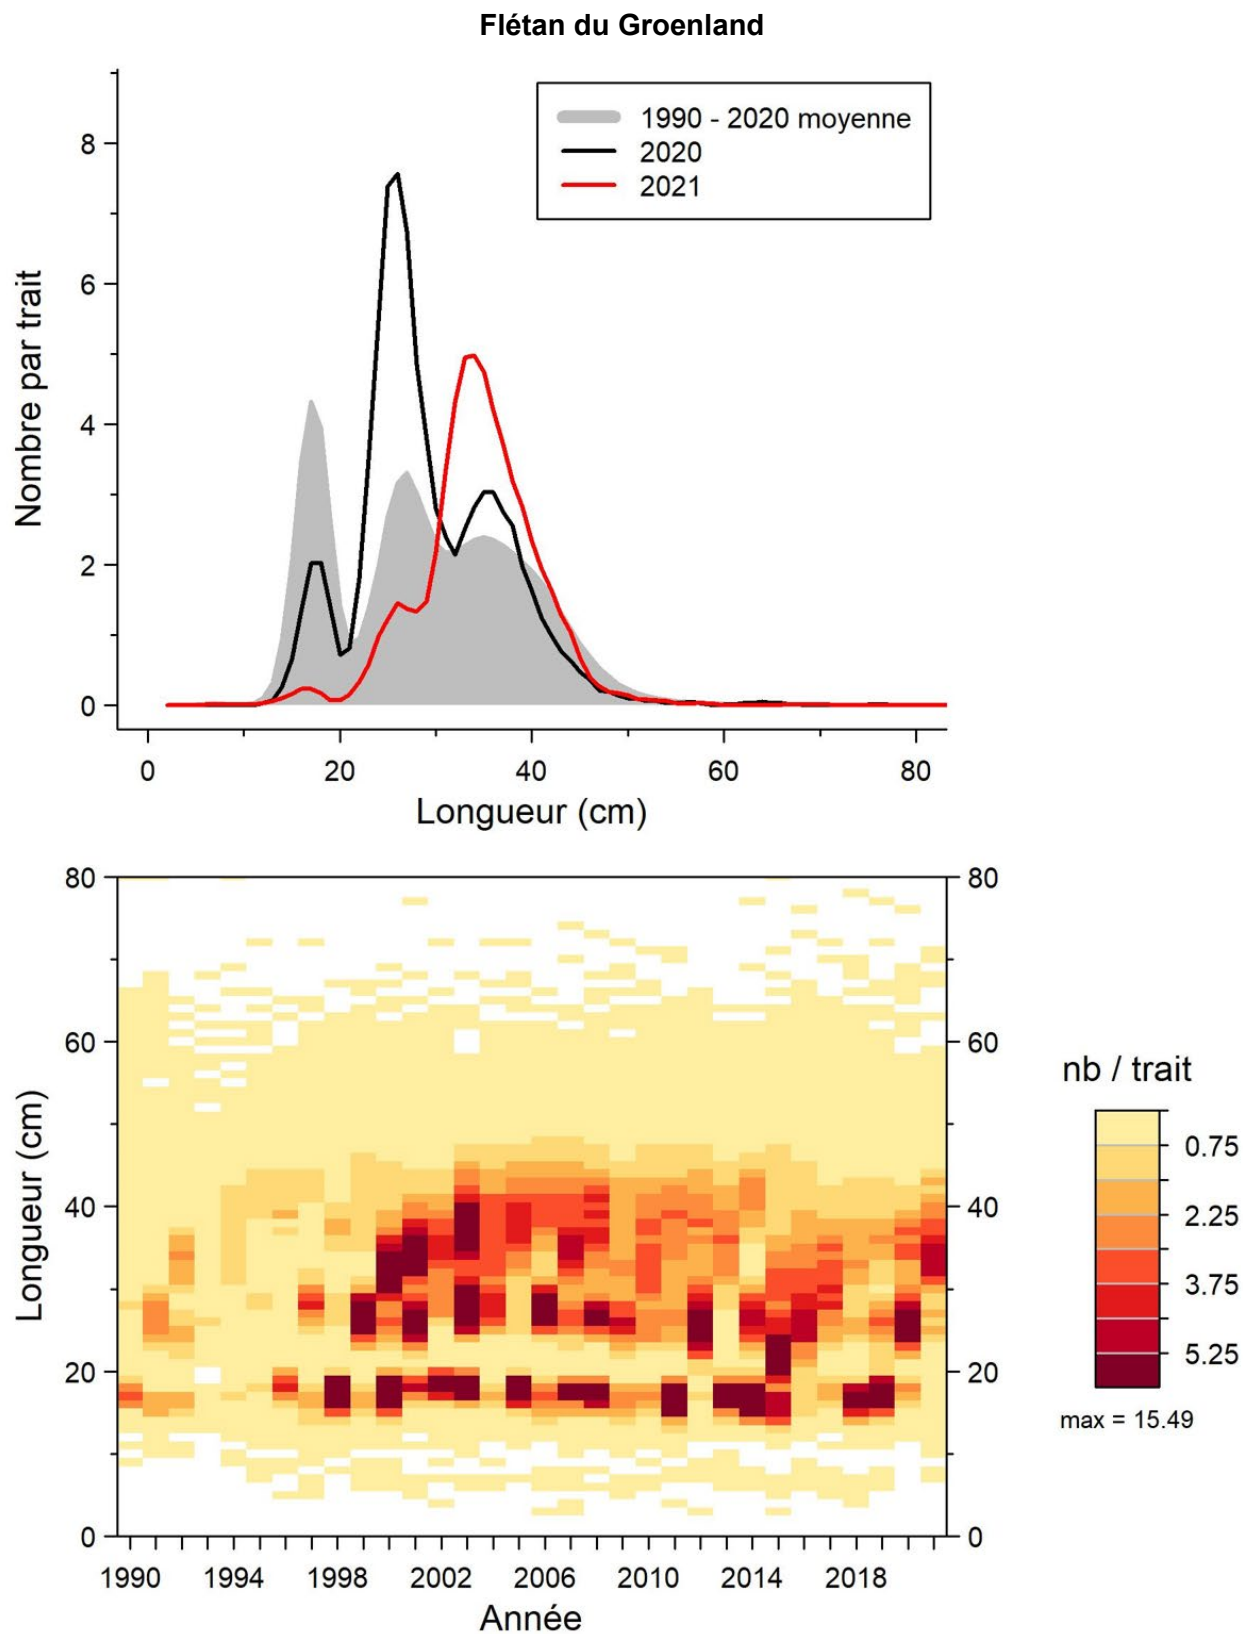 Flétan du Groenland
1990 - 2020 moyenne
2020
2021
8
6
4
2
0
Nombre par trait
0 20 40 60 80
Longueur (cm)
80 80
60 60
40 40
20 20
0 0
Longueur (cm)
1990 1994 1998 2002 2006 2010 2014 2018
Année
nb / trait
0.75
2.25
3.75
5.25
max = 15.49